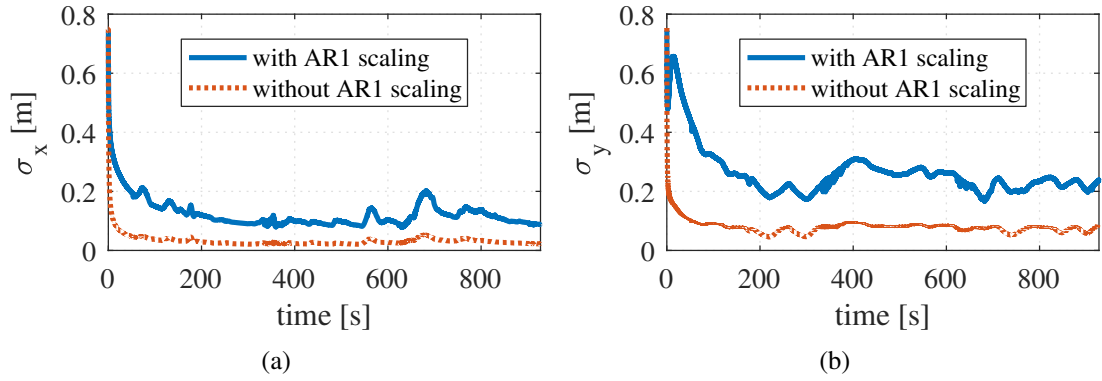 0.8
0.6
0.4
0.2
0
σ_x [m]
with AR1 scaling
without AR1 scaling
0 200 400 600 800
time [s]
(a)
0.8
0.6
0.4
0.2
0
σ_y [m]
with AR1 scaling
without AR1 scaling
0 200 400 600 800
time [s]
(b)